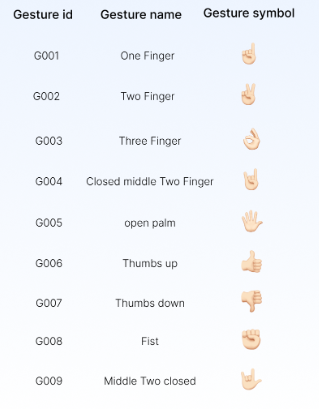 Gesture id Gesture name Gesture symbol
G001 One Finger
G002 Two Finger
G003 Three Finger
G004 Closed middle Two Finger
G005 open palm
G006 Thumbs up
G007 Thumbs down
G008 Fist
G009 Middle Two closed